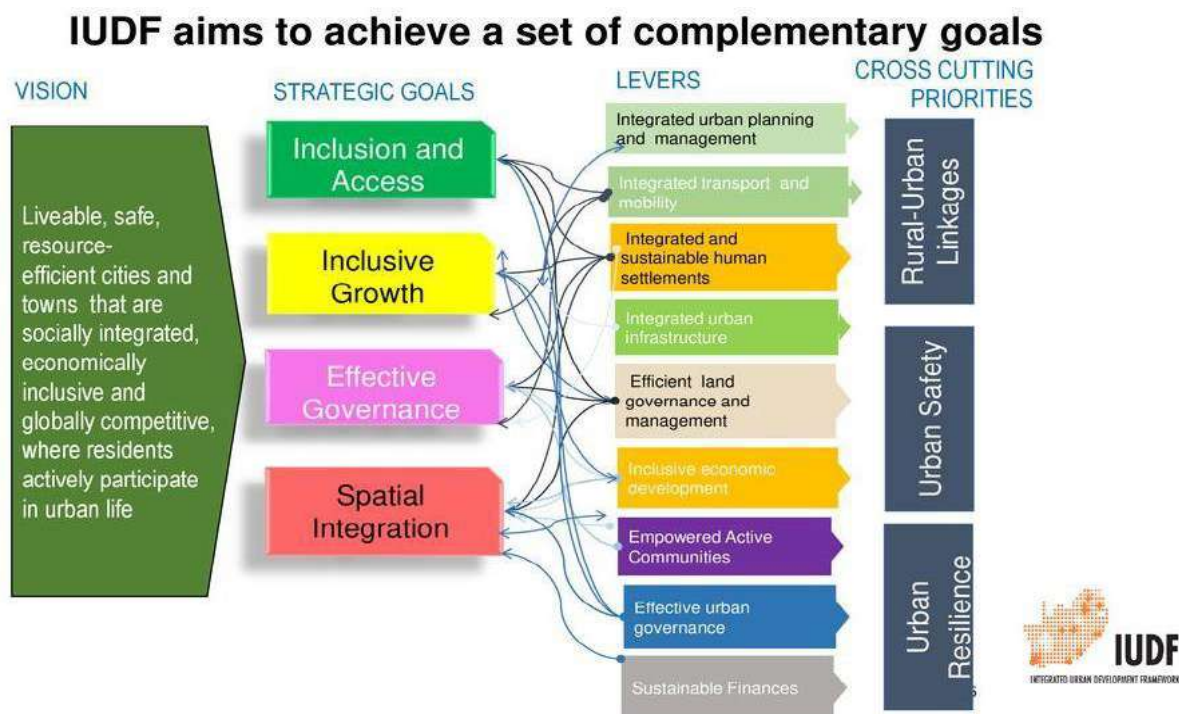 IUDF aims to achieve a set of complementary goals
VISION
STRATEGIC GOALS
LEVERS
CROSS CUTTING
PRIORITIES
Liveable, safe,
resource-
efficient cities and
towns that are
socially integrated,
economically
inclusive and
globally competitive,
where residents
actively participate
in urban life
Inclusion and
Access
Inclusive
Growth
Effective
Governance
Spatial
Integration
Integrated urban planning
and management
Integrated transport and
mobility
Integrated and
sustainable human
settlements
Integrated urban
infrastructure
Efficient land
governance and
management
Inclusive economic
development
Empowered Active
Communities
Effective urban
governance
Sustainable Finances
Rural-Urban
Linkages
Urban Safety
Urban
Resilience
IUDF
INTEGRATED URBAN DEVELOPMENT FRAMEWORK